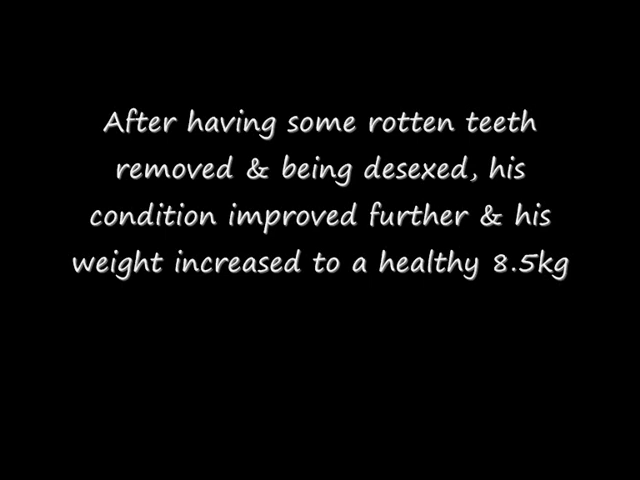 After having some rotten teeth
removed & being desexed, his
condition improved further & his
weight increased to a healthy 8.5kg